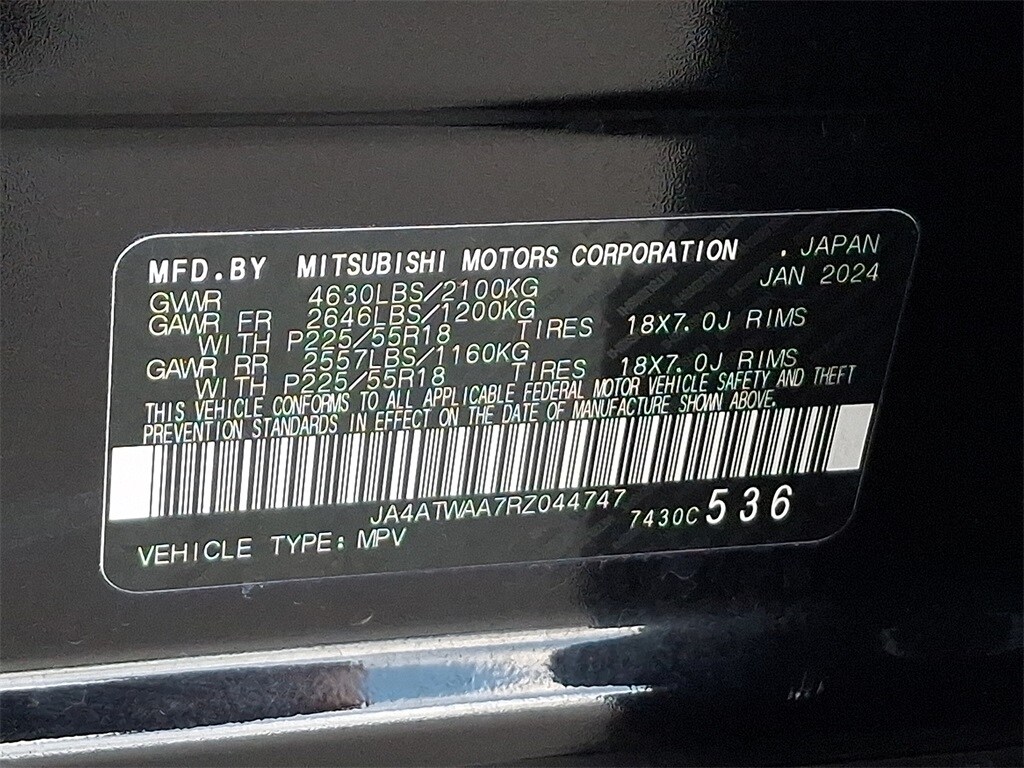 MFD.BY MITSUBISHI MOTORS CORPORATION . JAPAN
JAN 2024
GVWR 4630LBS/2100KG
GAWR FR 2646LBS/1200KG
WITH P225/55R18 TIRES 18X7.0J RIMS
GAWR RR 2557LBS/1160KG
WITH P225/55R18 TIRES 18X7.0J RIMS
THIS VEHICLE CONFORMS TO ALL APPLICABLE FEDERAL MOTOR VEHICLE SAFETY AND THEFT
PREVENTION STANDARDS IN EFFECT ON THE DATE OF MANUFACTURE SHOWN ABOVE.
JA4ATWAA7RZ044747
7430C 536
VEHICLE TYPE: MPV